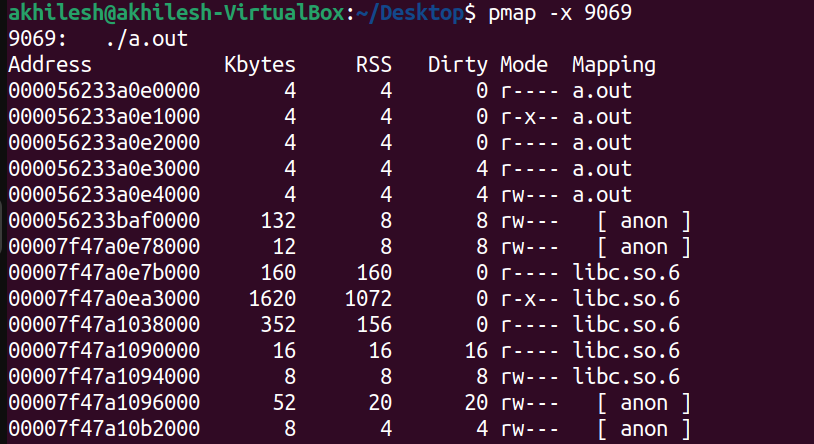 akhilesh@akhilesh-VirtualBox:~/Desktop$ pmap -x 9069
9069:   ./a.out
Address           Kbytes     RSS   Dirty Mode  Mapping
000056233a0e0000       4       4       0 r---- a.out
000056233a0e1000       4       4       0 r-x-- a.out
000056233a0e2000       4       4       0 r---- a.out
000056233a0e3000       4       4       4 r---- a.out
000056233a0e4000       4       4       4 rw--- a.out
000056233baf0000     132       8       8 rw---   [ anon ]
00007f47a0e78000      12       8       8 rw---   [ anon ]
00007f47a0e7b000     160     160       0 r---- libc.so.6
00007f47a0ea3000    1620    1072       0 r-x-- libc.so.6
00007f47a1038000     352     156       0 r---- libc.so.6
00007f47a1090000      16      16      16 r---- libc.so.6
00007f47a1094000       8       8       8 rw--- libc.so.6
00007f47a1096000      52      20      20 rw---   [ anon ]
00007f47a10b2000       8       4       4 rw---   [ anon ]